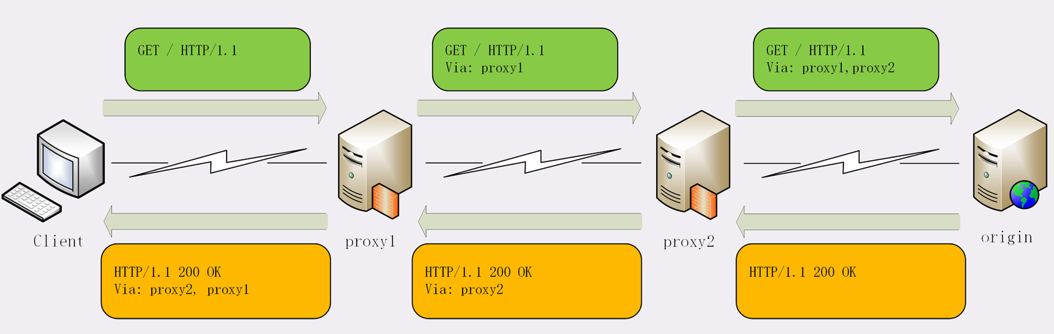 GET / HTTP/1.1
GET / HTTP/1.1
Via: proxy1
GET / HTTP/1.1
Via: proxy1,proxy2
Client
proxy1
proxy2
origin
HTTP/1.1 200 OK
Via: proxy2, proxy1
HTTP/1.1 200 OK
Via: proxy2
HTTP/1.1 200 OK